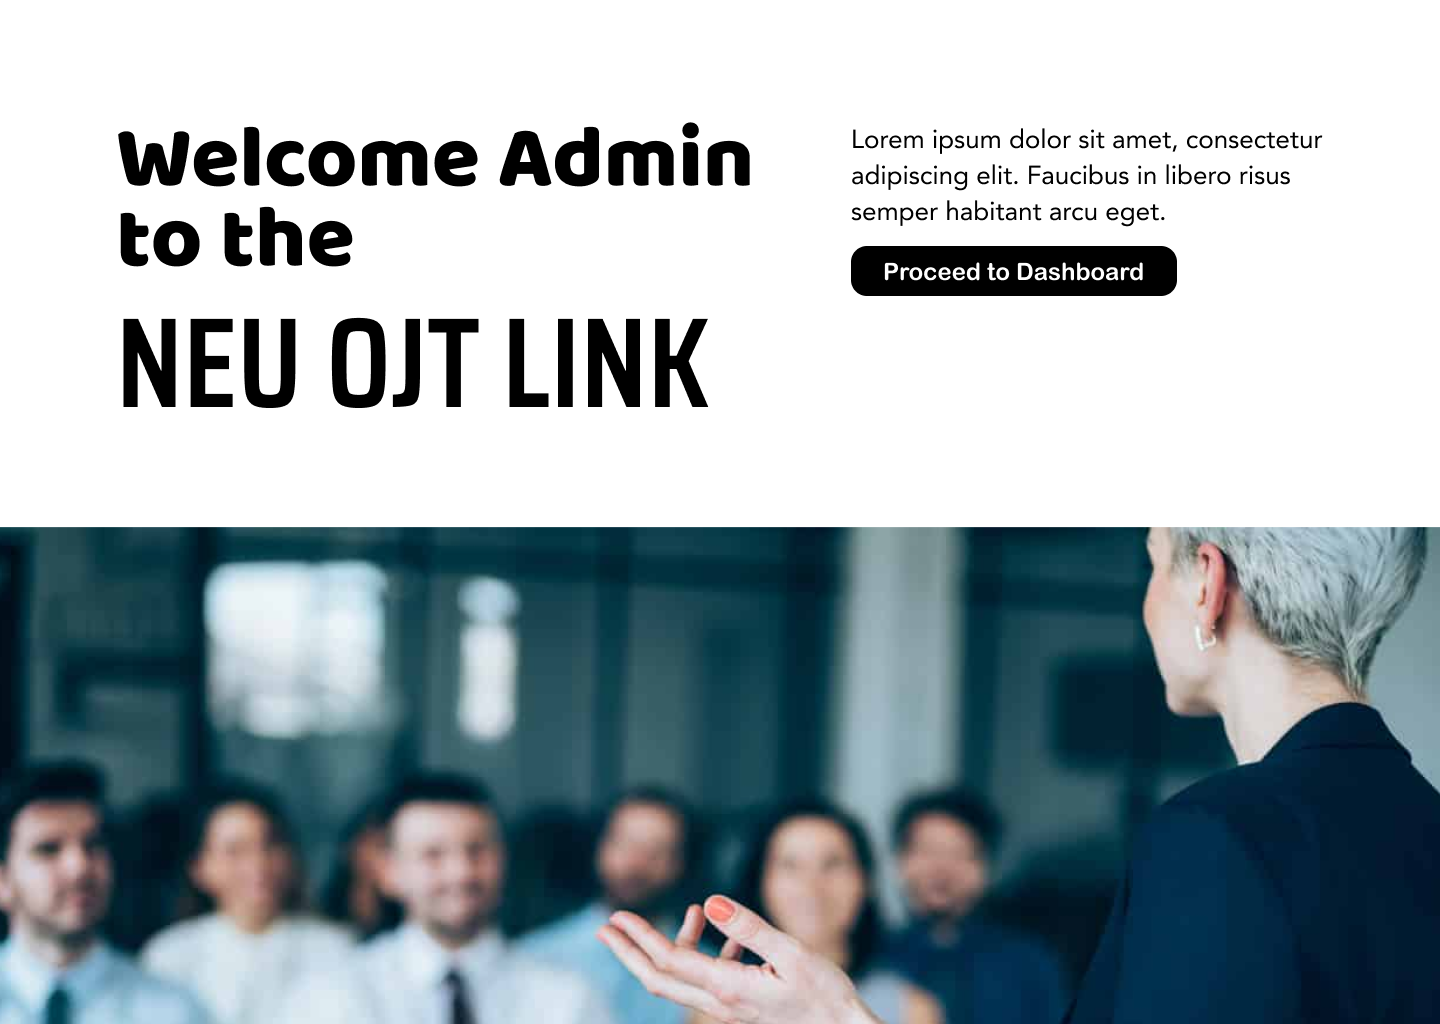 Welcome Admin
to the
NEU OJT LINK
Lorem ipsum dolor sit amet, consectetur
adipiscing elit. Faucibus in libero risus
semper habitant arcu eget.
Proceed to Dashboard